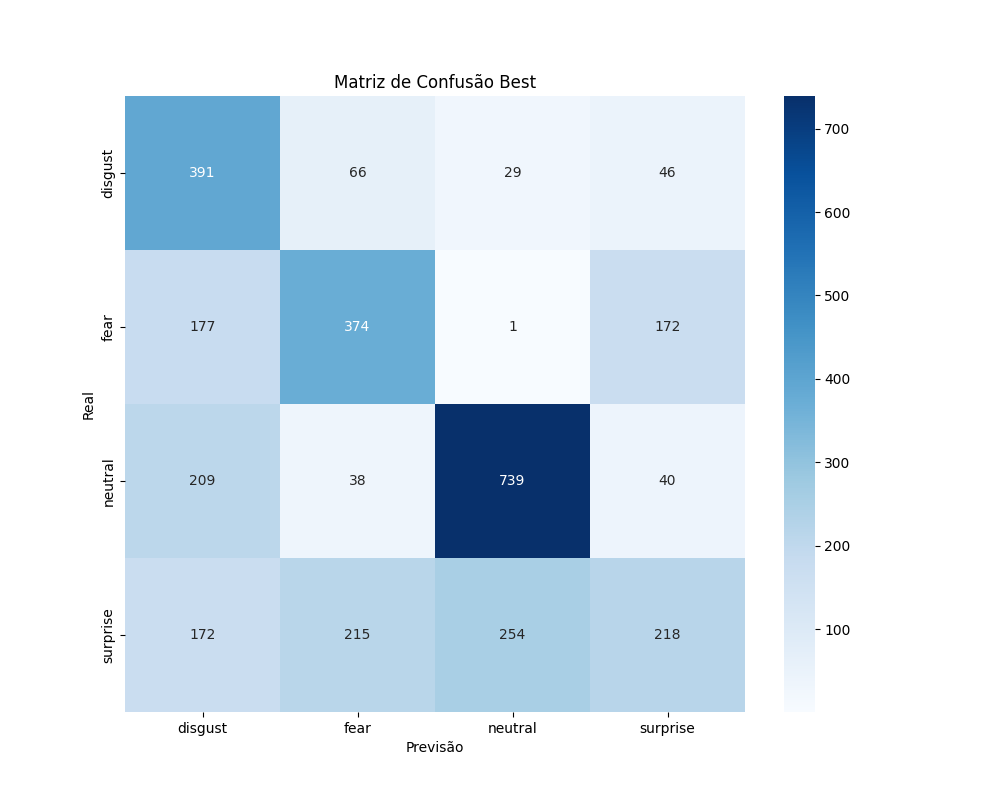 Matriz de Confusão Best
Real
disgust
391 66 29 46
fear
177 374 1 172
neutral
209 38 739 40
surprise
172 215 254 218
disgust fear neutral surprise
Previsão
700
600
500
400
300
200
100